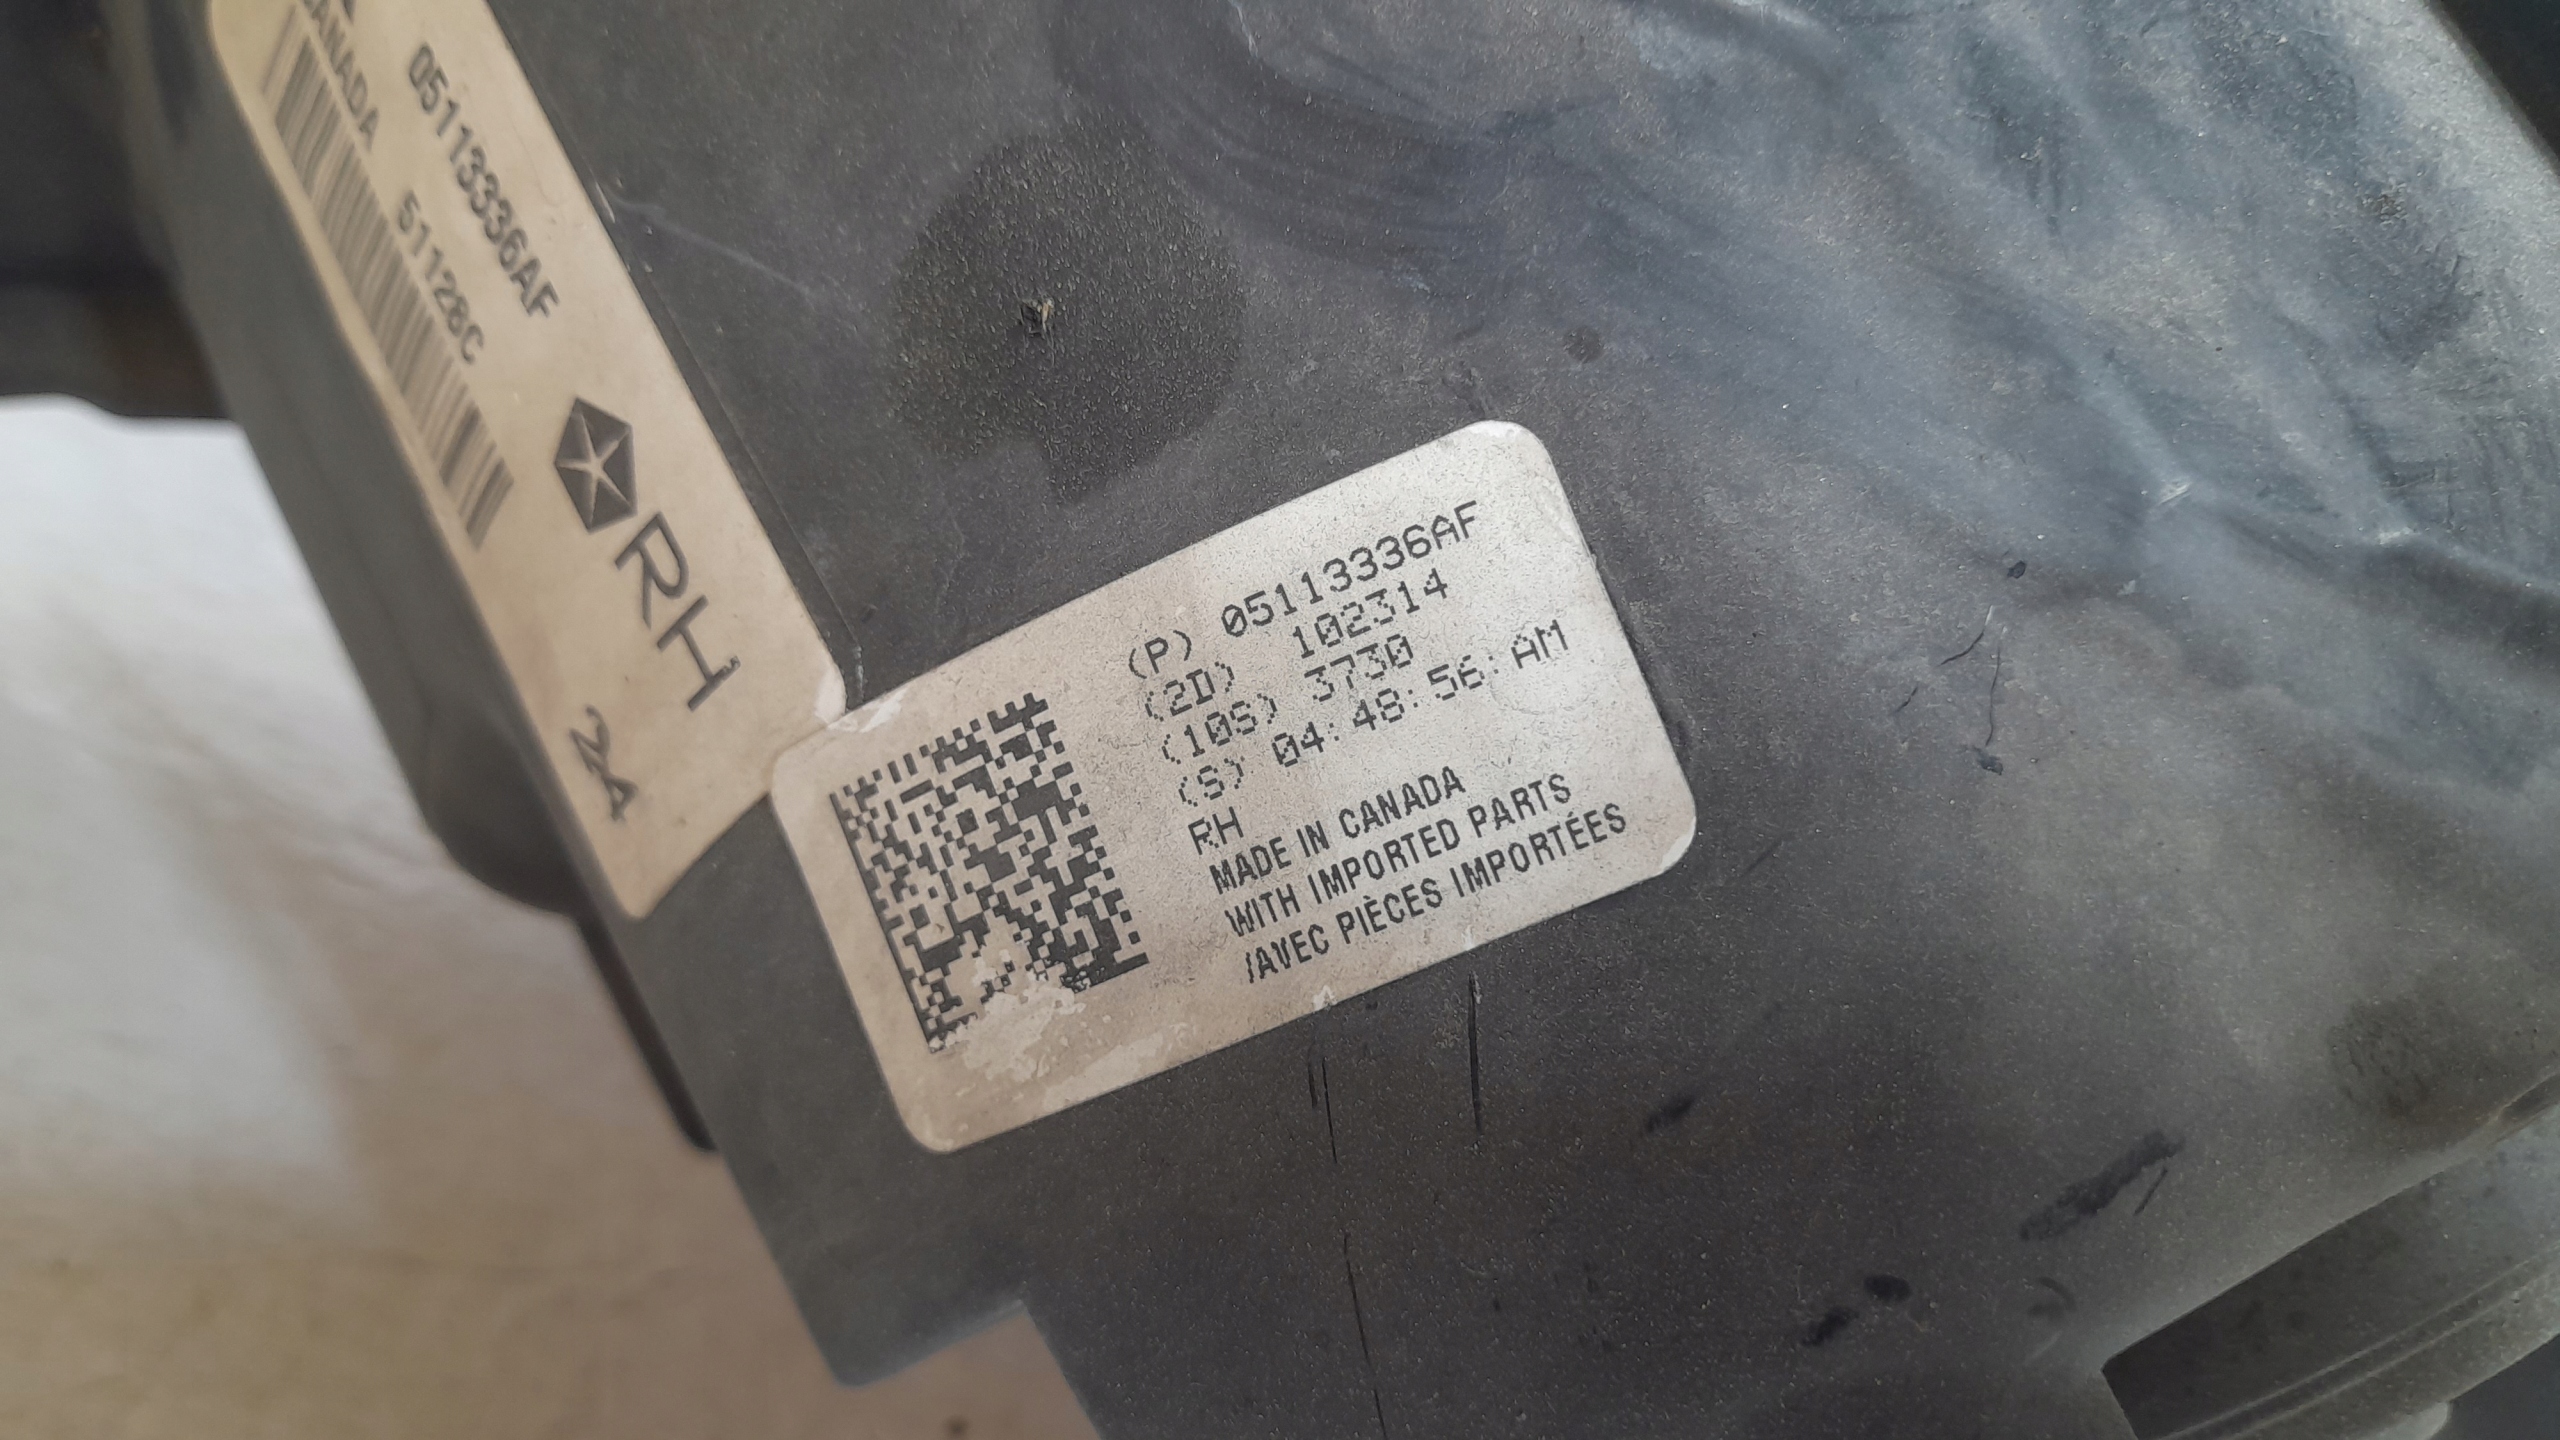 05113336AF
CANADA 51128C
RH
2A
(P) 05113336AF
(2D) 102314
(10S) 3730
(S) 04:48:56:AM
RH
MADE IN CANADA
WITH IMPORTED PARTS
/AVEC PIÈCES IMPORTÉES